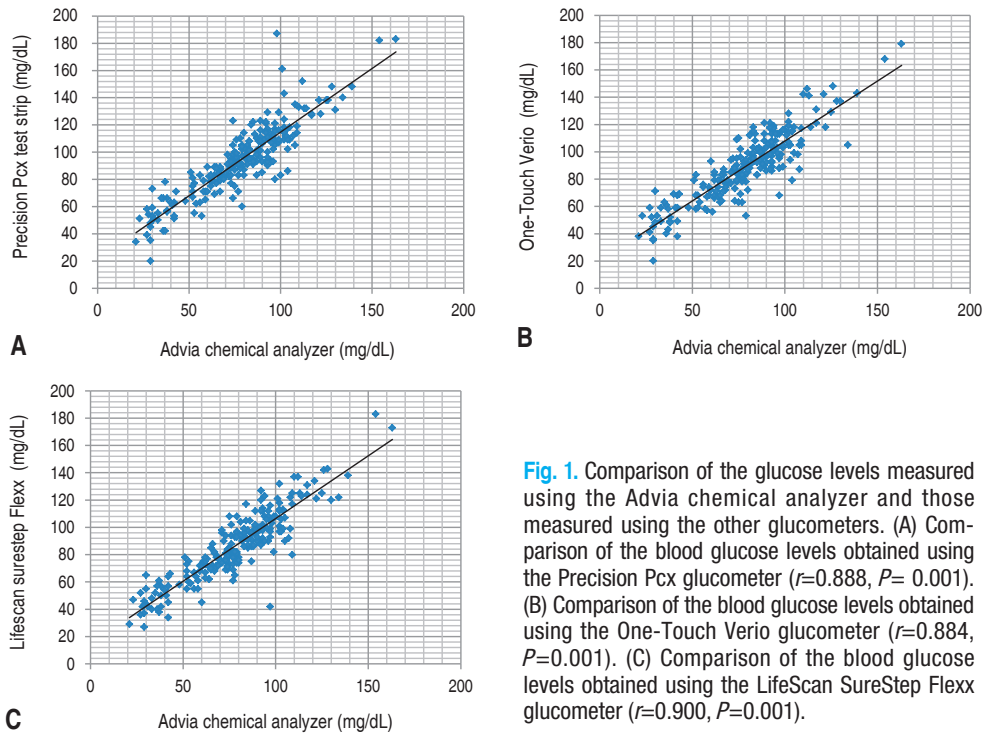 200
180
160
140
120
100
80
60
40
20
0
Precision Pcx test strip (mg/dL)
0 50 100 150 200
A
Advia chemical analyzer (mg/dL)
200
180
160
140
120
100
80
60
40
20
0
One-Touch Verio (mg/dL)
0 50 100 150 200
B
Advia chemical analyzer (mg/dL)
200
180
160
140
120
100
80
60
40
20
0
Lifescan surestep Flexx (mg/dL)
0 50 100 150 200
C
Advia chemical analyzer (mg/dL)
Fig. 1. Comparison of the glucose levels measured
using the Advia chemical analyzer and those
measured using the other glucometers. (A) Com-
parison of the blood glucose levels obtained using
the Precision Pcx glucometer (r=0.888, P= 0.001).
(B) Comparison of the blood glucose levels obtained
using the One-Touch Verio glucometer (r=0.884,
P=0.001). (C) Comparison of the blood glucose
levels obtained using the LifeScan SureStep Flexx
glucometer (r=0.900, P=0.001).